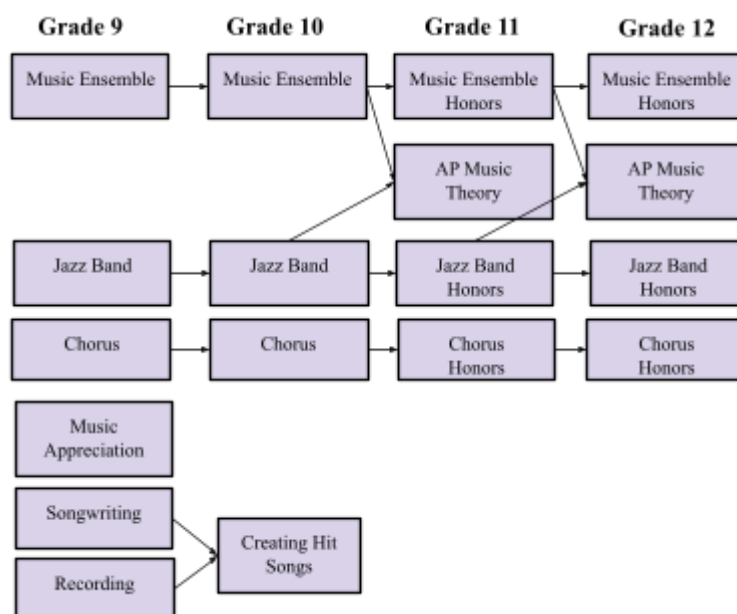 Grade 9 Grade 10 Grade 11 Grade 12
Music Ensemble
Music Ensemble
Music Ensemble
Honors
Music Ensemble
Honors
AP Music
Theory
AP Music
Theory
Jazz Band
Jazz Band
Jazz Band
Honors
Jazz Band
Honors
Chorus
Chorus
Chorus
Honors
Chorus
Honors
Music
Appreciation
Songwriting
Creating Hit
Songs
Recording